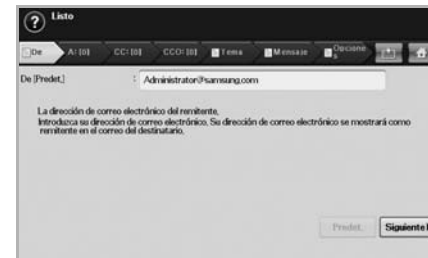 ? Listo
De A: [0] CC: [0] CCO: [0] Tema Mensaje Opcione
s
De [Predet.] : Administrator@samsung.com
La dirección de correo electrónico del remitente.
Introduzca su dirección de correo electrónico. Su dirección de correo electrónico se mostrará como
remitente en el correo del destinatario.
Predet. Siguiente